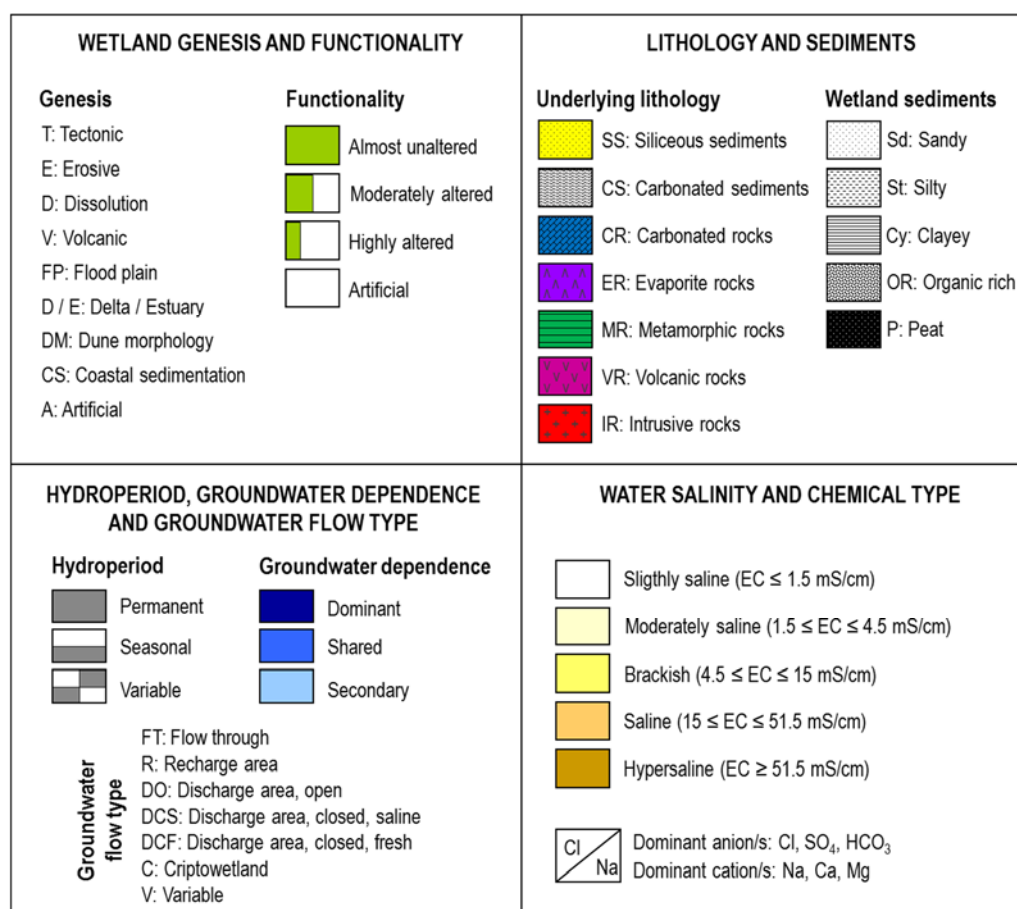 WETLAND GENESIS AND FUNCTIONALITY
Genesis
T: Tectonic
E: Erosive
D: Dissolution
V: Volcanic
FP: Flood plain
D / E: Delta / Estuary
DM: Dune morphology
CS: Coastal sedimentation
A: Artificial
Functionality
Almost unaltered
Moderately altered
Highly altered
Artificial
LITHOLOGY AND SEDIMENTS
Underlying lithology
SS: Siliceous sediments
CS: Carbonated sediments
CR: Carbonated rocks
ER: Evaporite rocks
MR: Metamorphic rocks
VR: Volcanic rocks
IR: Intrusive rocks
Wetland sediments
Sd: Sandy
St: Silty
Cy: Clayey
OR: Organic rich
P: Peat
HYDROPERIOD, GROUNDWATER DEPENDENCE
AND GROUNDWATER FLOW TYPE
Hydroperiod
Permanent
Seasonal
Variable
Groundwater dependence
Dominant
Shared
Secondary
Groundwater
flow type
FT: Flow through
R: Recharge area
DO: Discharge area, open
DCS: Discharge area, closed, saline
DCF: Discharge area, closed, fresh
C: Criptowetland
V: Variable
WATER SALINITY AND CHEMICAL TYPE
Sligthly saline (EC ≤ 1.5 mS/cm)
Moderately saline (1.5 ≤ EC ≤ 4.5 mS/cm)
Brackish (4.5 ≤ EC ≤ 15 mS/cm)
Saline (15 ≤ EC ≤ 51.5 mS/cm)
Hypersaline (EC ≥ 51.5 mS/cm)
Cl
Na
Dominant anion/s: Cl, SO₄, HCO₃
Dominant cation/s: Na, Ca, Mg